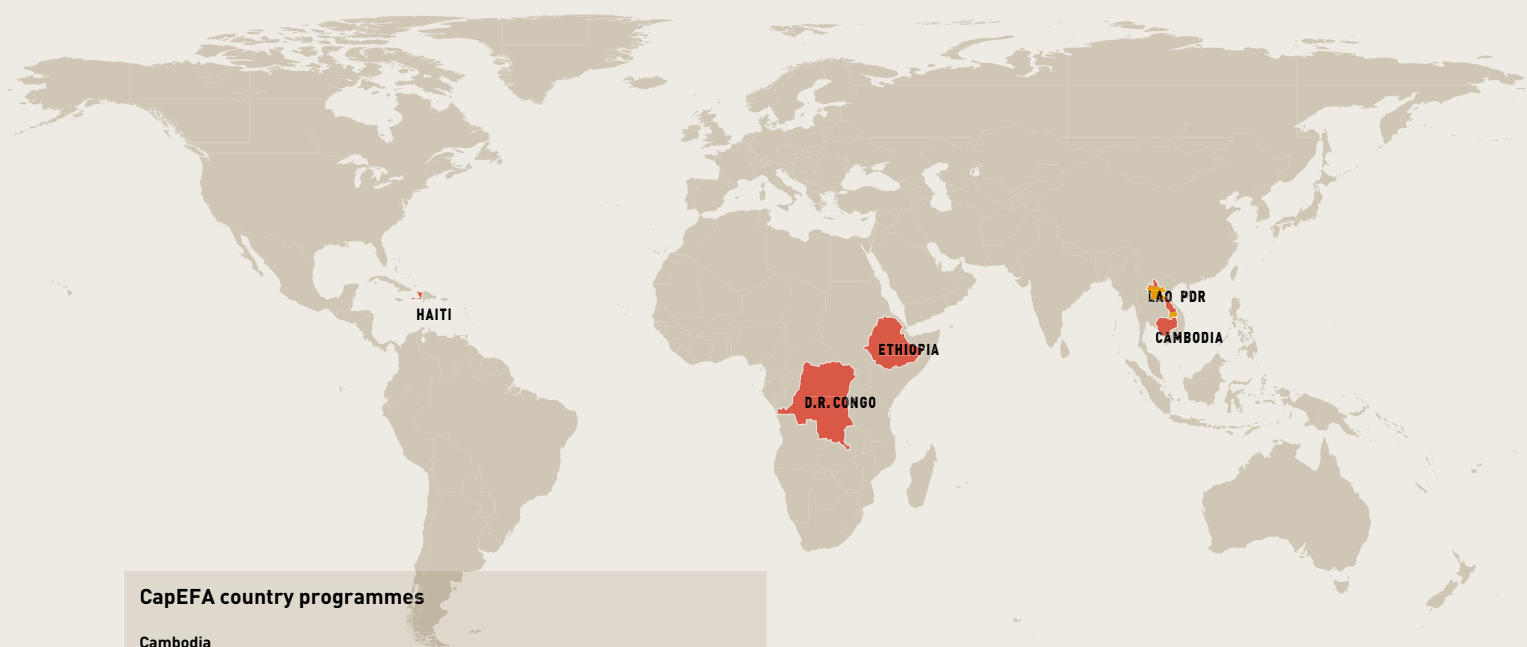 HAITI
LAO PDR
CAMBODIA
ETHIOPIA
D.R. CONGO
CapEFA country programmes
Cambodia